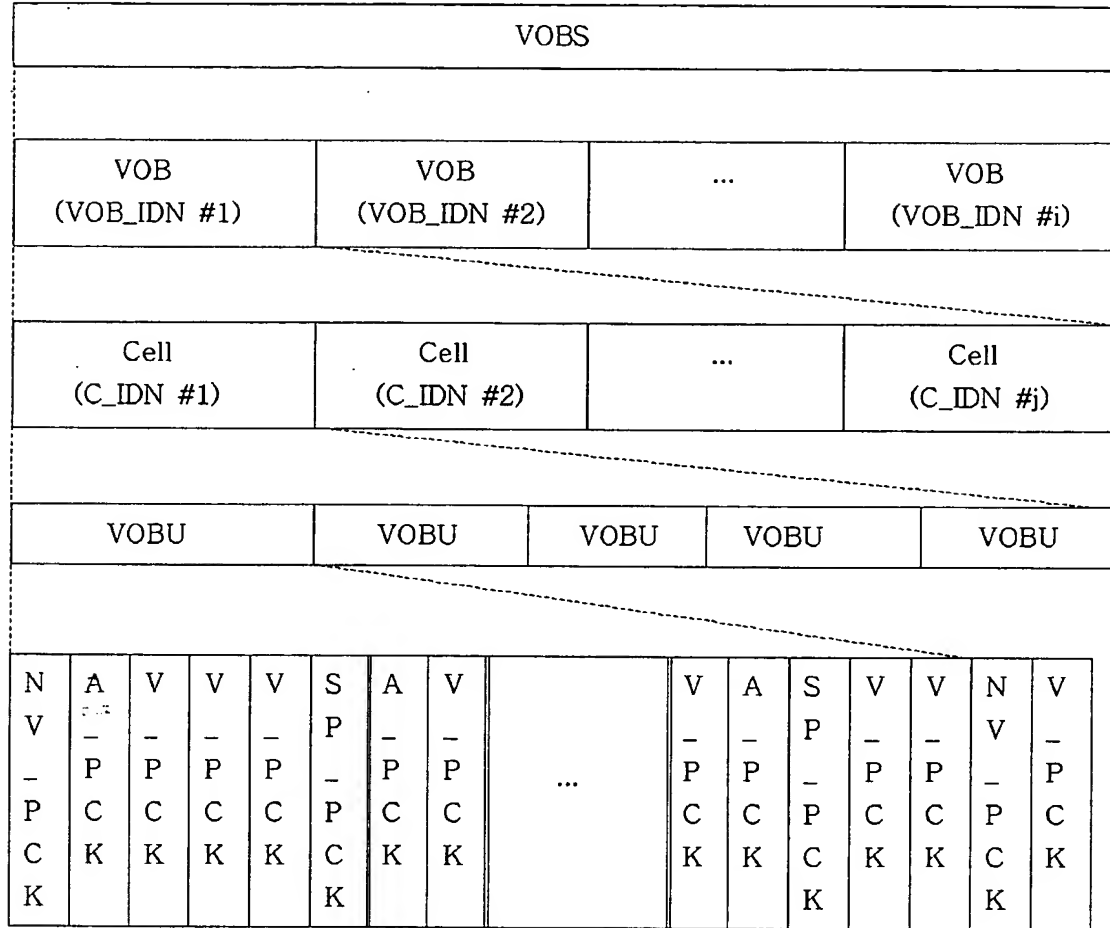 VOBS
VOB VOB ... VOB
(VOB_IDN #1) (VOB_IDN #2) (VOB_IDN #i)
Cell Cell ... Cell
(C_IDN #1) (C_IDN #2) (C_IDN #j)
VOBU VOBU VOBU VOBU VOBU
NV_PCK
A_PCK
V_PCK
V_PCK
V_PCK
SP_PCK
A_PCK
V_PCK
...
V_PCK
A_PCK
SP_PCK
V_PCK
V_PCK
NV_PCK
V_PCK